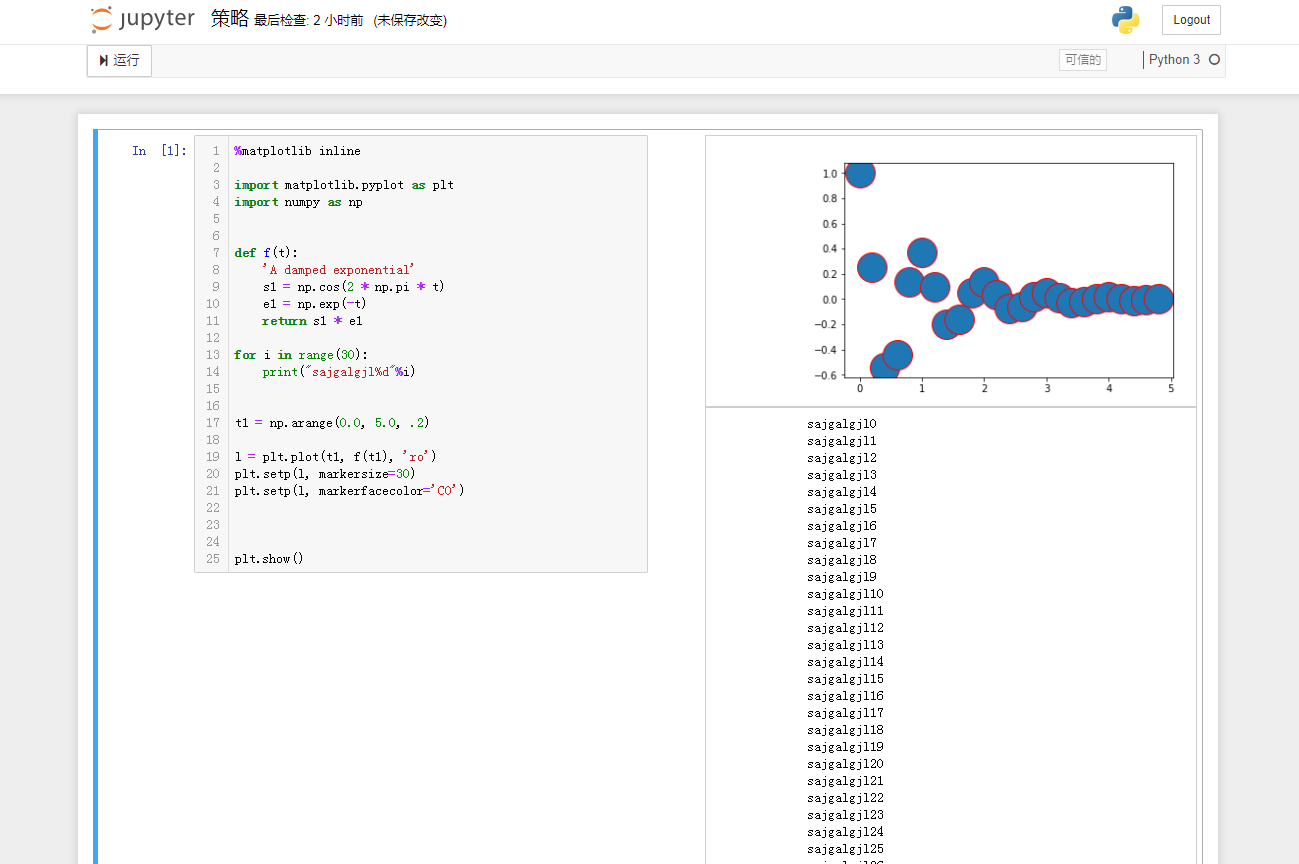 jupyter 策略 最后检查: 2 小时前 (未保存改变) Logout
运行 可信的 Python 3
In [1]:
1 %matplotlib inline
2
3 import matplotlib.pyplot as plt
4 import numpy as np
5
6
7 def f(t):
8     'A damped exponential'
9     s1 = np.cos(2 * np.pi * t)
10     e1 = np.exp(-t)
11     return s1 * e1
12
13 for i in range(30):
14     print("sajgalgjl%d"%i)
15
16
17 t1 = np.arange(0.0, 5.0, .2)
18
19 l = plt.plot(t1, f(t1), 'ro')
20 plt.setp(l, markersize=30)
21 plt.setp(l, markerfacecolor='C0')
22
23
24
25 plt.show()
1.0
0.8
0.6
0.4
0.2
0.0
−0.2
−0.4
−0.6
0 1 2 3 4 5
sajgalgjl0
sajgalgjl1
sajgalgjl2
sajgalgjl3
sajgalgjl4
sajgalgjl5
sajgalgjl6
sajgalgjl7
sajgalgjl8
sajgalgjl9
sajgalgjl10
sajgalgjl11
sajgalgjl12
sajgalgjl13
sajgalgjl14
sajgalgjl15
sajgalgjl16
sajgalgjl17
sajgalgjl18
sajgalgjl19
sajgalgjl20
sajgalgjl21
sajgalgjl22
sajgalgjl23
sajgalgjl24
sajgalgjl25